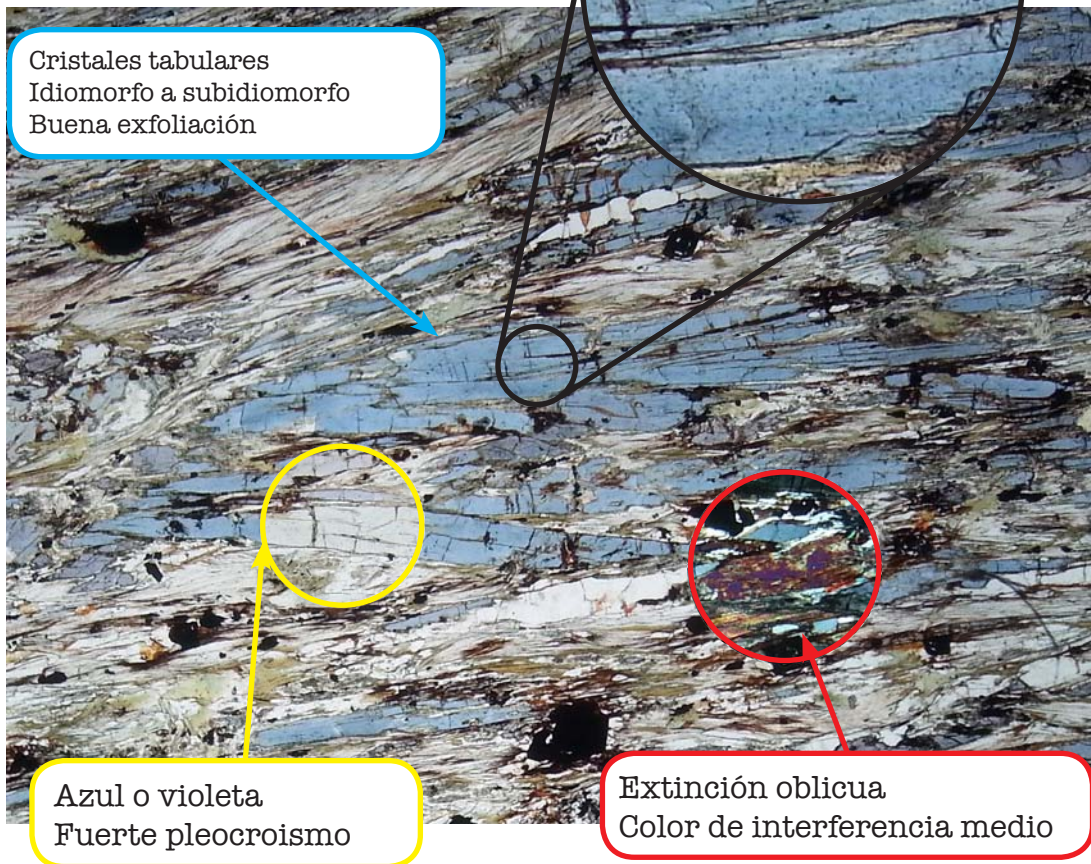 Cristales tabulares
Idiomorfo a subidiomorfo
Buena exfoliación
Azul o violeta
Fuerte pleocroismo
Extinción oblicua
Color de interferencia medio